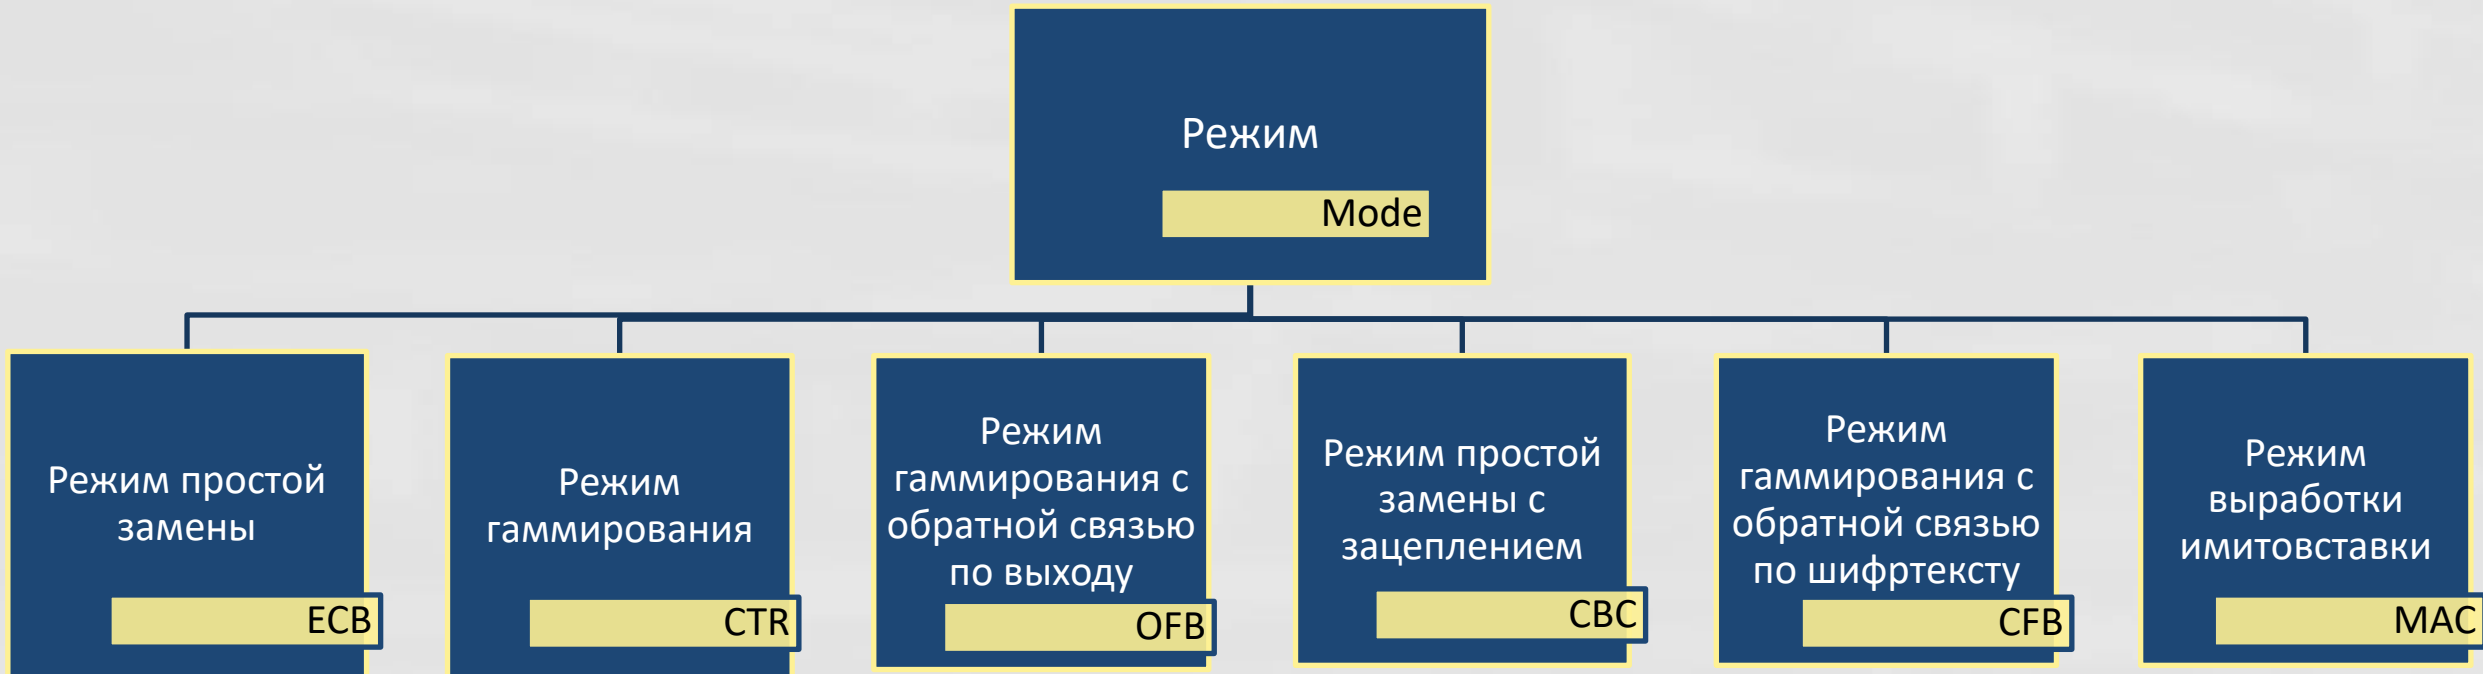 Режим
Mode
Режим простой
замены
ECB
Режим
гаммирования
CTR
Режим
гаммирования с
обратной связью
по выходу
OFB
Режим простой
замены с
зацеплением
CBC
Режим
гаммирования с
обратной связью
по шифртексту
CFB
Режим
выработки
имитовставки
MAC